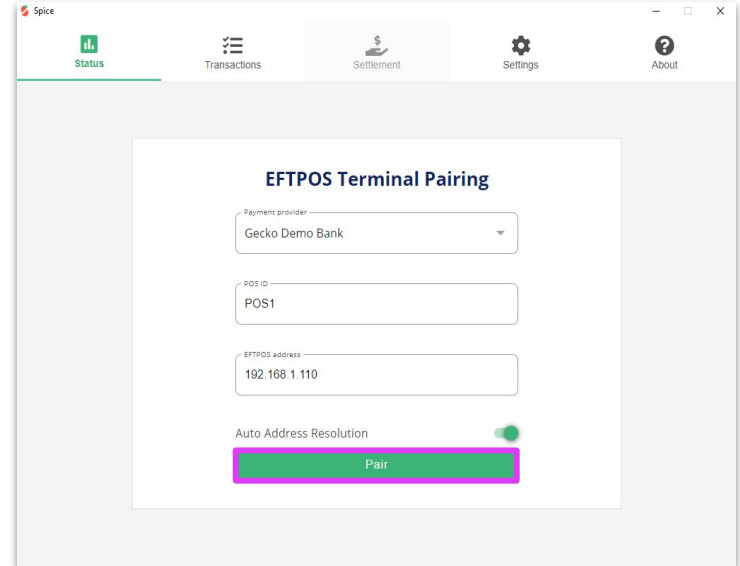 Spice
Status
Transactions
Settlement
Settings
About
EFTPOS Terminal Pairing
Payment provider
Gecko Demo Bank
POS ID
POS1
EFTPOS address
192.168.1.110
Auto Address Resolution
Pair